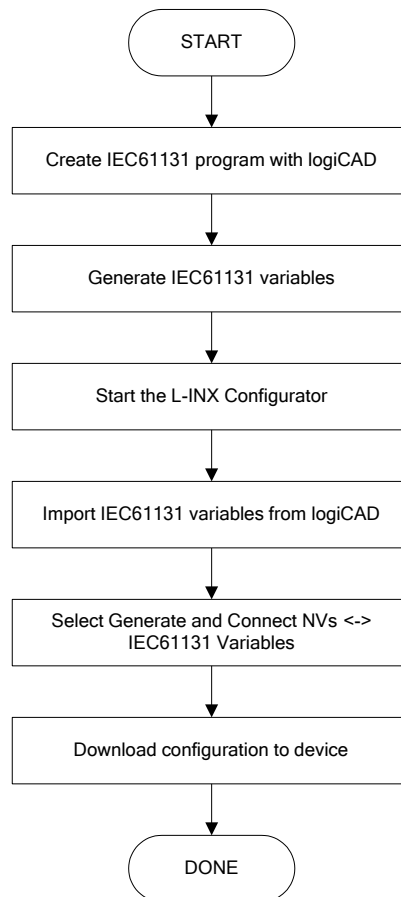 START
Create IEC61131 program with logiCAD
Generate IEC61131 variables
Start the L-INX Configurator
Import IEC61131 variables from logiCAD
Select Generate and Connect NVs <->
IEC61131 Variables
Download configuration to device
DONE